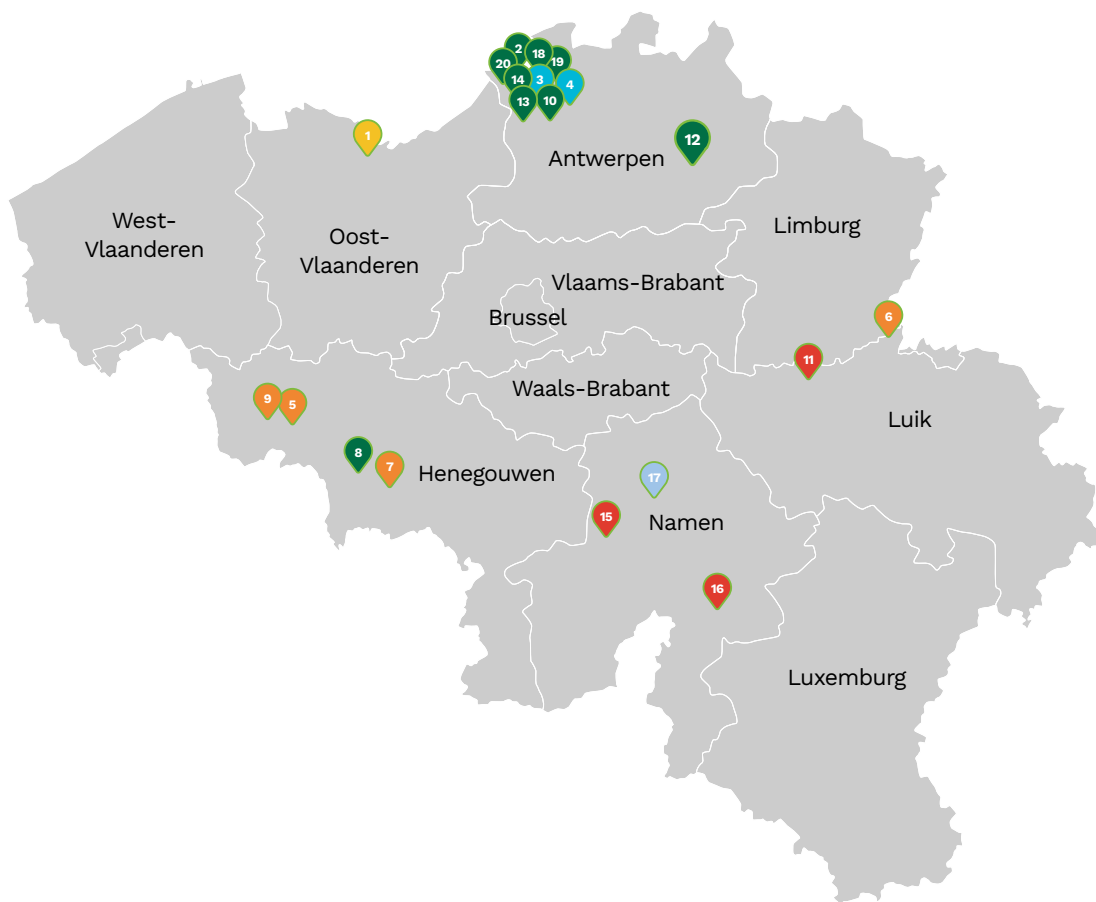 2
18
20
19
14
3
4
13
10
1
12
Antwerpen
West-
Vlaanderen
Oost-
Vlaanderen
Limburg
Vlaams-Brabant
Brussel
6
11
Waals-Brabant
9
5
Luik
8
7
Henegouwen
17
15
Namen
16
Luxemburg